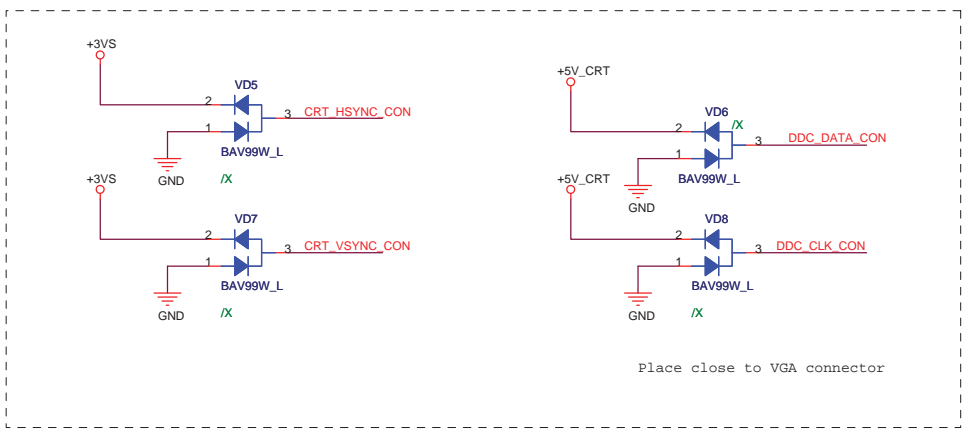 +3VS
VD5
2
3 CRT_HSYNC_CON
1
BAV99W_L
GND
/X
+3VS
VD7
2
3 CRT_VSYNC_CON
1
BAV99W_L
GND
/X
+5V_CRT
VD6
/X
2
3 DDC_DATA_CON
1
BAV99W_L
GND
+5V_CRT
VD8
2
3 DDC_CLK_CON
1
BAV99W_L
GND
/X
Place close to VGA connector